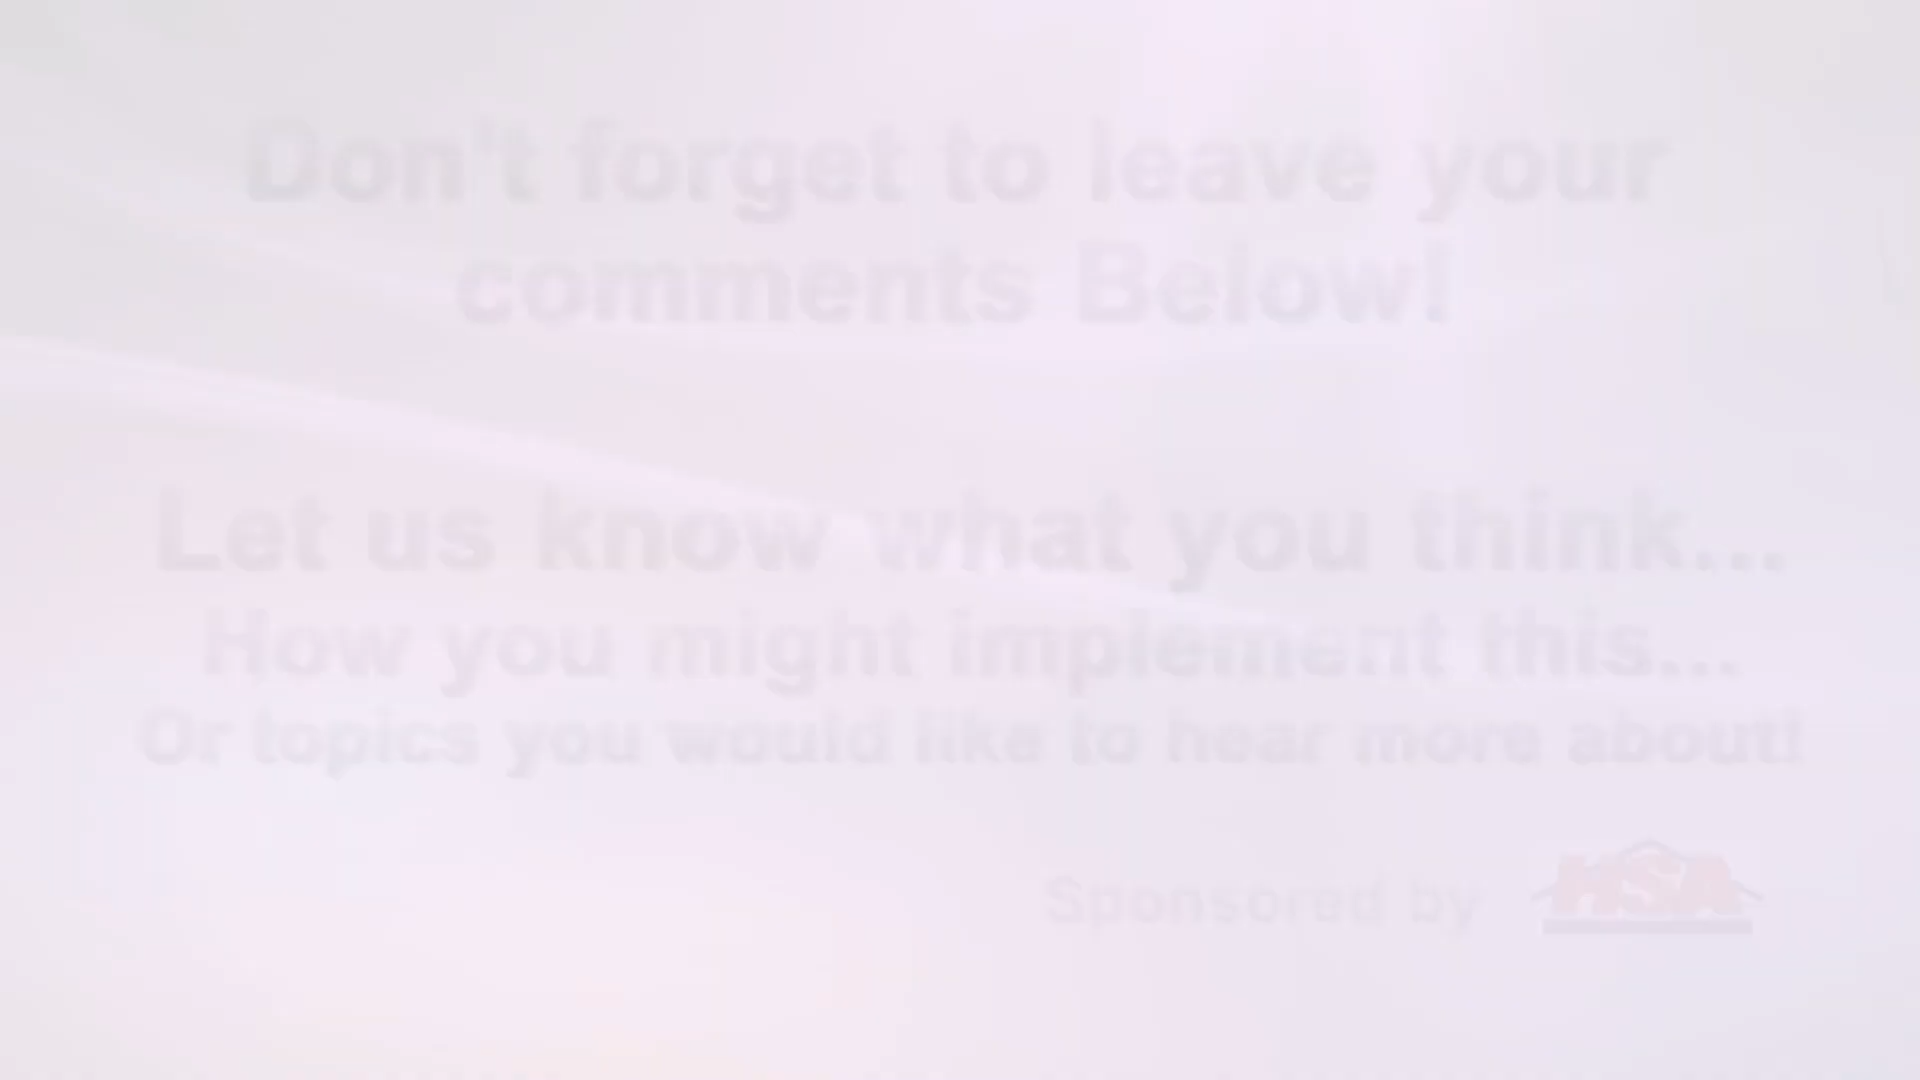 Don't forget to leave your
comments Below!
Let us know what you think...
How you might implement this...
Or topics you would like to hear more about!
Sponsored by HSA